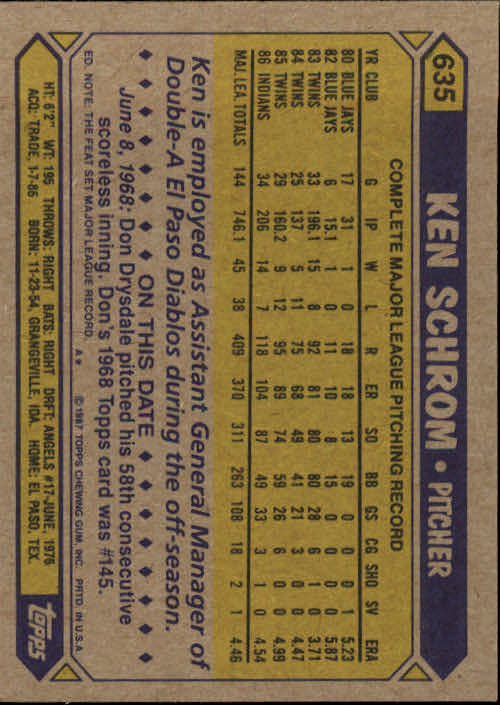 635
KEN SCHROM • PITCHER
COMPLETE MAJOR LEAGUE PITCHING RECORD
YR CLUB G IP W L R ER SO BB GS CG SHO SV ERA
80 BLUE JAYS 17 31 1 0 18 18 13 19 0 0 0 1 5.23
82 BLUE JAYS 6 15.1 1 0 11 10 8 15 0 0 0 0 5.87
83 TWINS 33 196.1 15 8 92 81 80 80 28 6 1 0 3.71
84 TWINS 25 137 5 11 75 68 49 41 21 3 0 0 4.47
85 TWINS 29 160.2 9 12 95 89 74 59 26 6 0 0 4.99
86 INDIANS 34 206 14 7 118 104 87 49 33 3 1 0 4.54
MAJ. LEA. TOTALS 144 746.1 45 38 409 370 311 263 108 18 2 1 4.46
Ken is employed as Assistant General Manager of
Double-A El Paso Diablos during the off-season.
♦ ♦ ♦ ♦ ♦ ♦ ON THIS DATE ♦ ♦ ♦ ♦ ♦ ♦
June 8, 1968: Don Drysdale pitched his 58th consecutive
scoreless inning. Don's 1968 Topps card was #145.
ED. NOTE: THE FEAT SET MAJOR LEAGUE RECORD. A* ©1987 TOPPS CHEWING GUM, INC. PRTD. IN U.S.A.
HT: 6'2" WT: 195 THROWS: RIGHT BATS: RIGHT DRFT: ANGELS #17-JUNE, 1976
ACQ: TRADE, 1-7-86 BORN: 11-23-54, GRANGEVILLE, IDA. HOME: EL PASO, TEX.
topps